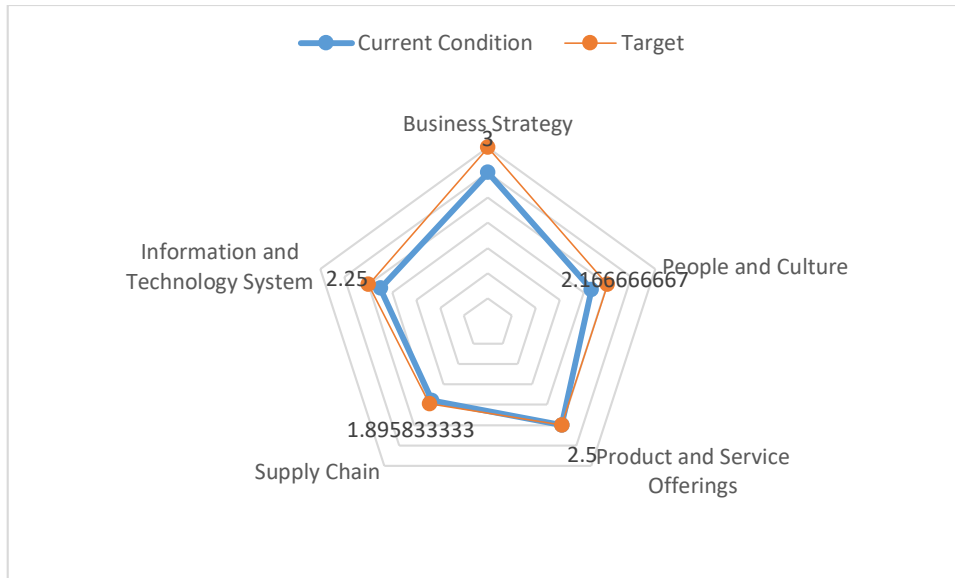 Current Condition
Target
Business Strategy
3
Information and
Technology System
2.25
2.166666667
People and Culture
1.895833333
Supply Chain
2.5
Product and Service
Offerings